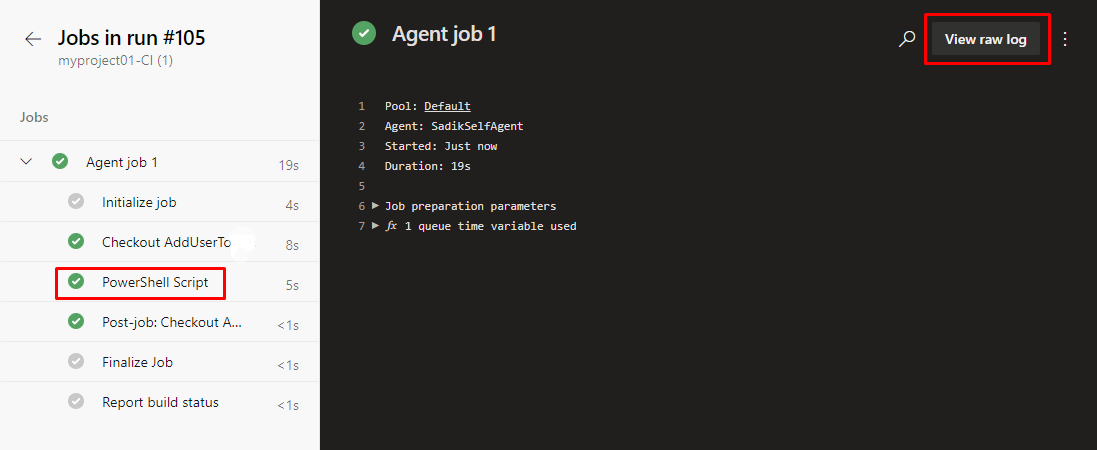 Jobs in run #105
myproject01-CI (1)
Jobs
Agent job 1 19s
Initialize job 4s
Checkout AddUserTo 8s
PowerShell Script 5s
Post-job: Checkout A... <1s
Finalize Job <1s
Report build status <1s
Agent job 1
View raw log
1 Pool: Default
2 Agent: SadikSelfAgent
3 Started: Just now
4 Duration: 19s
5
6 Job preparation parameters
7 fx 1 queue time variable used